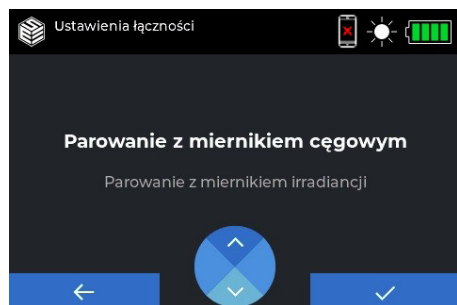 Ustawienia łączności
Parowanie z miernikiem cęgowym
Parowanie z miernikiem irradiancji